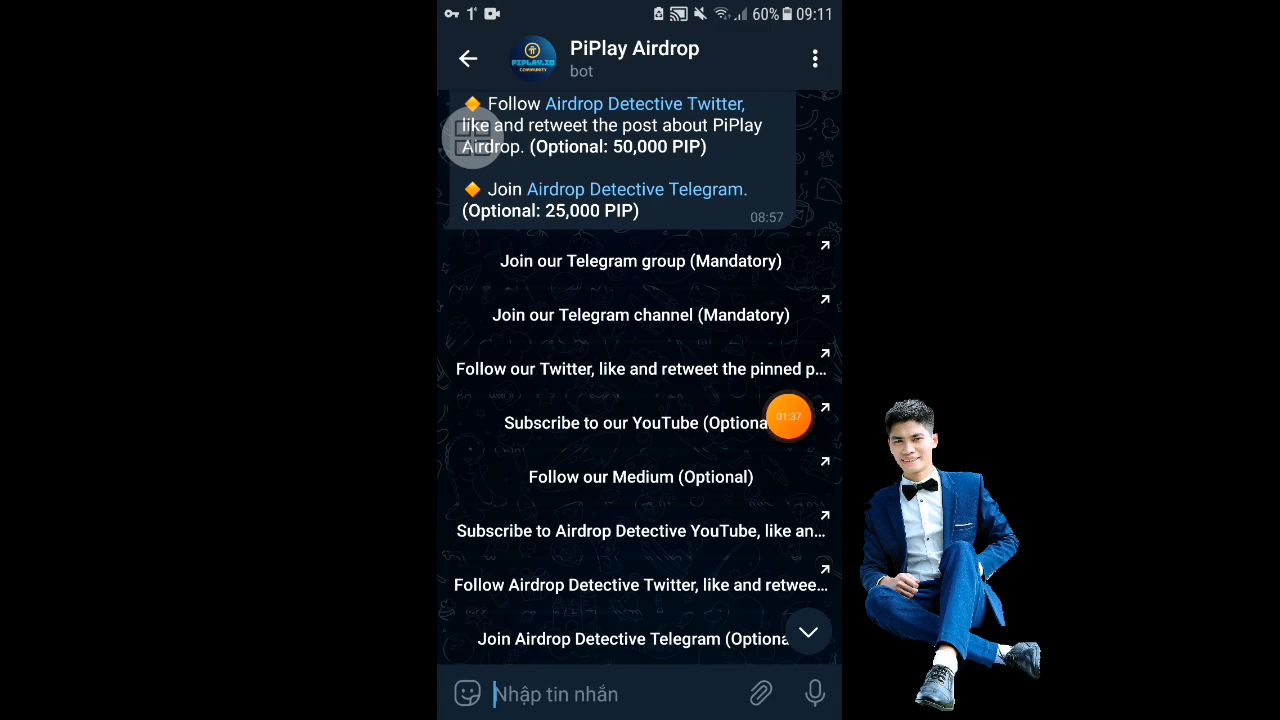 60% 09:11
PiPlay Airdrop
bot
PIPLAY.IO
COMMUNITY
Follow Airdrop Detective Twitter,
like and retweet the post about PiPlay
Airdrop. (Optional: 50,000 PIP)
Join Airdrop Detective Telegram.
(Optional: 25,000 PIP)
08:57
Join our Telegram group (Mandatory)
Join our Telegram channel (Mandatory)
Follow our Twitter, like and retweet the pinned p...
Subscribe to our YouTube (Optiona
01:37
Follow our Medium (Optional)
Subscribe to Airdrop Detective YouTube, like an...
Follow Airdrop Detective Twitter, like and retwee...
Join Airdrop Detective Telegram (Optiona
Nhập tin nhắn